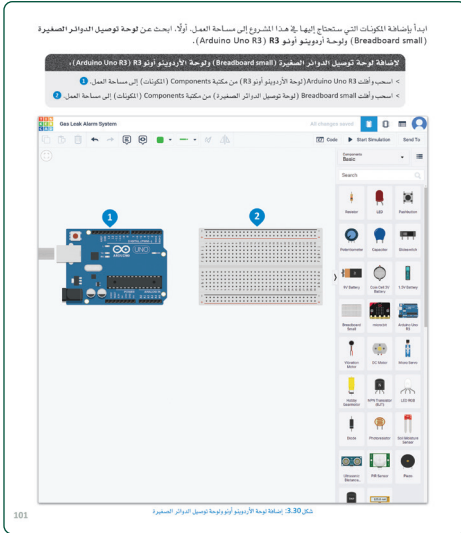 ابدأ بإضافة المكونات التي ستحتاج إليها في هذا المشروع إلى مساحة العمل. أولًا، ابحث عن لوحة توصيل الدوائر الصغيرة
(Breadboard small) ولوحة أردوينو أونو R3 (Arduino Uno R3).
لإضافة لوحة توصيل الدوائر الصغيرة (Breadboard small) ولوحة الأردوينو أونو R3 (Arduino Uno R3):
> اسحب وأفلت Arduino Uno R3 (لوحة الأردوينو أونو R3) من مكتبة Components (المكونات) إلى مساحة العمل. 1
> اسحب وأفلت Breadboard small (لوحة توصيل الدوائر الصغيرة) من مكتبة Components (المكونات) إلى مساحة العمل. 2
Gas Leak Alarm System
All changes saved
Code
Start Simulation
Send To
Components
Basic
Search
1
2
UNO
ARDUINO
Resistor
LED
Pushbutton
Potentiometer
Capacitor
Slideswitch
9V Battery
Coin Cell 3V
Battery
1.5V Battery
Breadboard
Small
micro:bit
Arduino Uno
R3
Vibration
Motor
DC Motor
Micro Servo
Hobby
Gearmotor
NPN Transistor
(BJT)
LED RGB
Diode
Photoresistor
Soil Moisture
Sensor
Ultrasonic
Distance...
PIR Sensor
Piezo
شكل 3.30: إضافة لوحة الأردوينو أونو ولوحة توصيل الدوائر الصغيرة
101